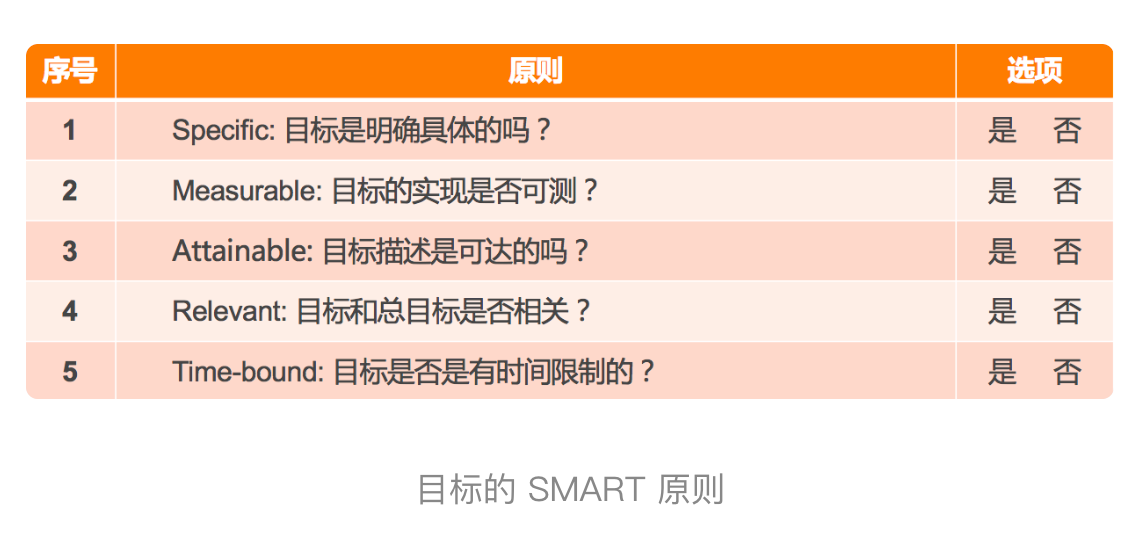 序号 原则 选项
1 Specific: 目标是明确具体的吗？ 是 否
2 Measurable: 目标的实现是否可测？ 是 否
3 Attainable: 目标描述是可达的吗？ 是 否
4 Relevant: 目标和总目标是否相关？ 是 否
5 Time-bound: 目标是否是有时间限制的？ 是 否
目标的 SMART 原则